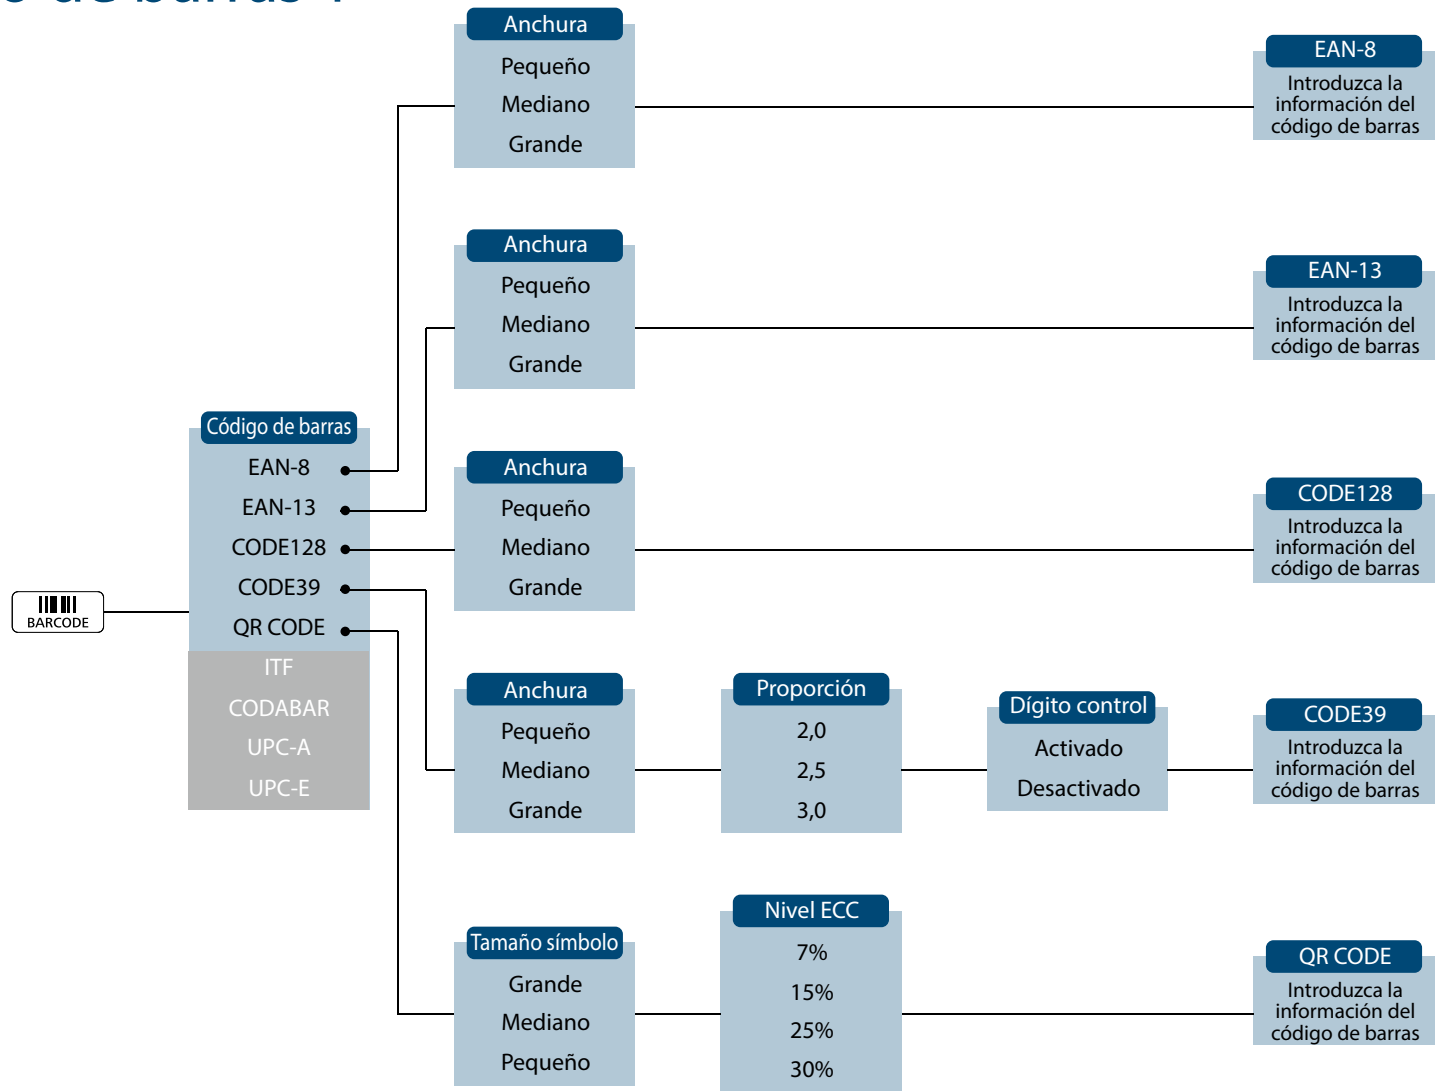 de barras
BARCODE
Código de barras
EAN-8
EAN-13
CODE128
CODE39
QR CODE
ITF
CODABAR
UPC-A
UPC-E
Anchura
Pequeño
Mediano
Grande
EAN-8
Introduzca la
información del
código de barras
Anchura
Pequeño
Mediano
Grande
EAN-13
Introduzca la
información del
código de barras
Anchura
Pequeño
Mediano
Grande
CODE128
Introduzca la
información del
código de barras
Anchura
Pequeño
Mediano
Grande
Proporción
2,0
2,5
3,0
Dígito control
Activado
Desactivado
CODE39
Introduzca la
información del
código de barras
Tamaño símbolo
Grande
Mediano
Pequeño
Nivel ECC
7%
15%
25%
30%
QR CODE
Introduzca la
información del
código de barras